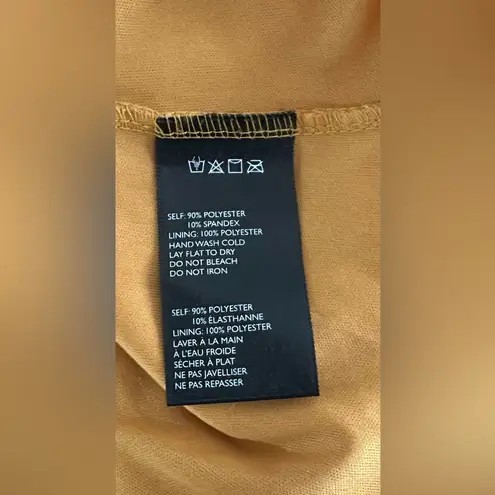 SELF: 90% POLYESTER
10% SPANDEX
LINING: 100% POLYESTER
HAND WASH COLD
LAY FLAT TO DRY
DO NOT BLEACH
DO NOT IRON
SELF: 90% POLYESTER
10% ÉLASTHANNE
LINING: 100% POLYESTER
LAVER À LA MAIN
À L'EAU FROIDE
SÈCHER À PLAT
NE PAS JAVELLISER
NE PAS REPASSER